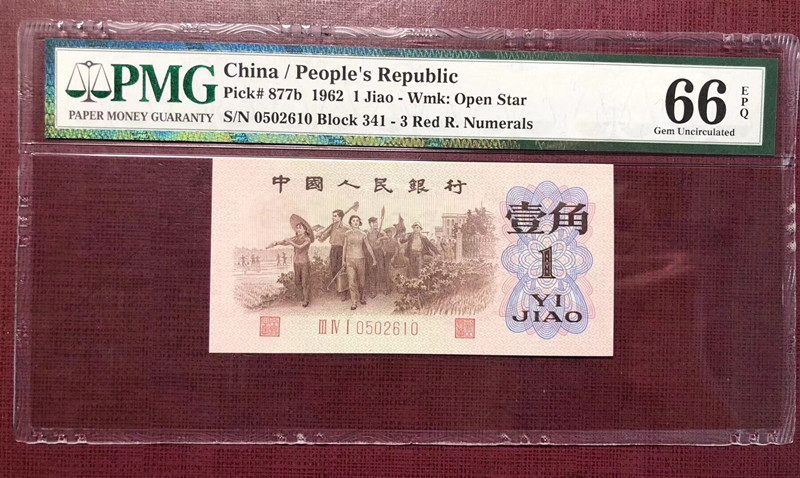 PMG
PAPER MONEY GUARANTY
China / People's Republic
Pick# 877b 1962 1 Jiao - Wmk: Open Star
S/N 0502610 Block 341 - 3 Red R. Numerals
66 EPQ
Gem Uncirculated
中國人民銀行
壹角
1
YI
JIAO
III IV I 0502610